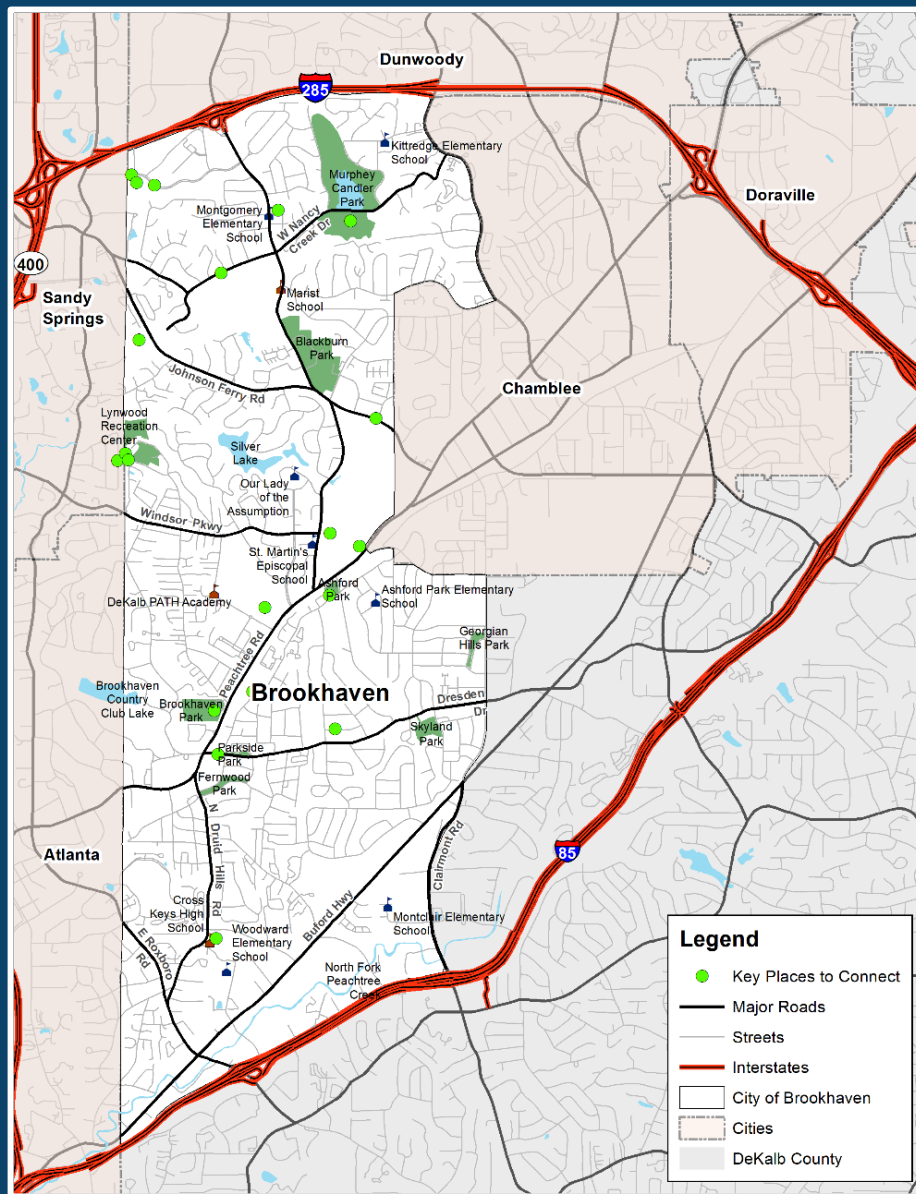 Dunwoody
285
Kittredge Elementary
School
Murphey
Candler
Park
Doraville
Montgomery
Elementary
School
W Nancy
Creek Dr
400
Sandy
Springs
Marist
School
Blackburn
Park
Johnson Ferry Rd
Chamblee
Lynwood
Recreation
Center
Silver
Lake
Our Lady
of the
Assumption
Windsor Pkwy
St. Martin's
Episcopal
School
Ashford
Park
Ashford Park Elementary
School
DeKalb PATH Academy
Georgian
Hills Park
Peachtree Rd
Brookhaven
Country
Club Lake
Brookhaven
Park
Brookhaven
Dresden
Dr
Skyland
Park
Parkside
Park
Fernwood
Park
N Druid Hills Rd
Atlanta
85
Clairmont Rd
Buford Hwy
Cross
Keys High
School
Woodward
Elementary
School
Montclair Elementary
School
E Roxboro
Rd
North Fork
Peachtree
Creek
Legend
Key Places to Connect
Major Roads
Streets
Interstates
City of Brookhaven
Cities
DeKalb County